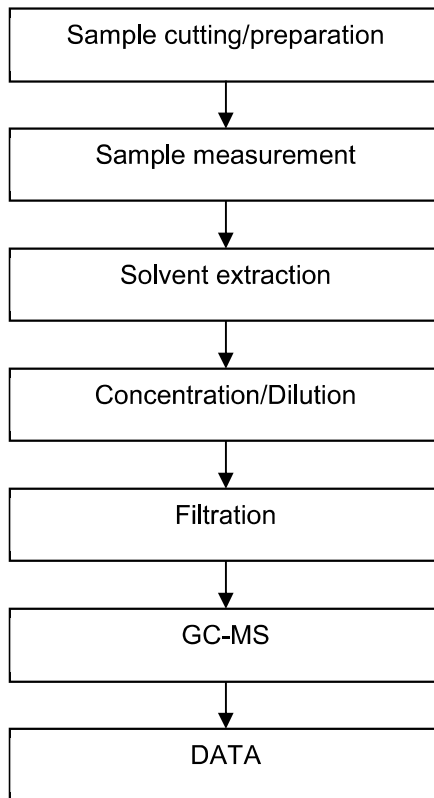 Sample cutting/preparation
Sample measurement
Solvent extraction
Concentration/Dilution
Filtration
GC-MS
DATA